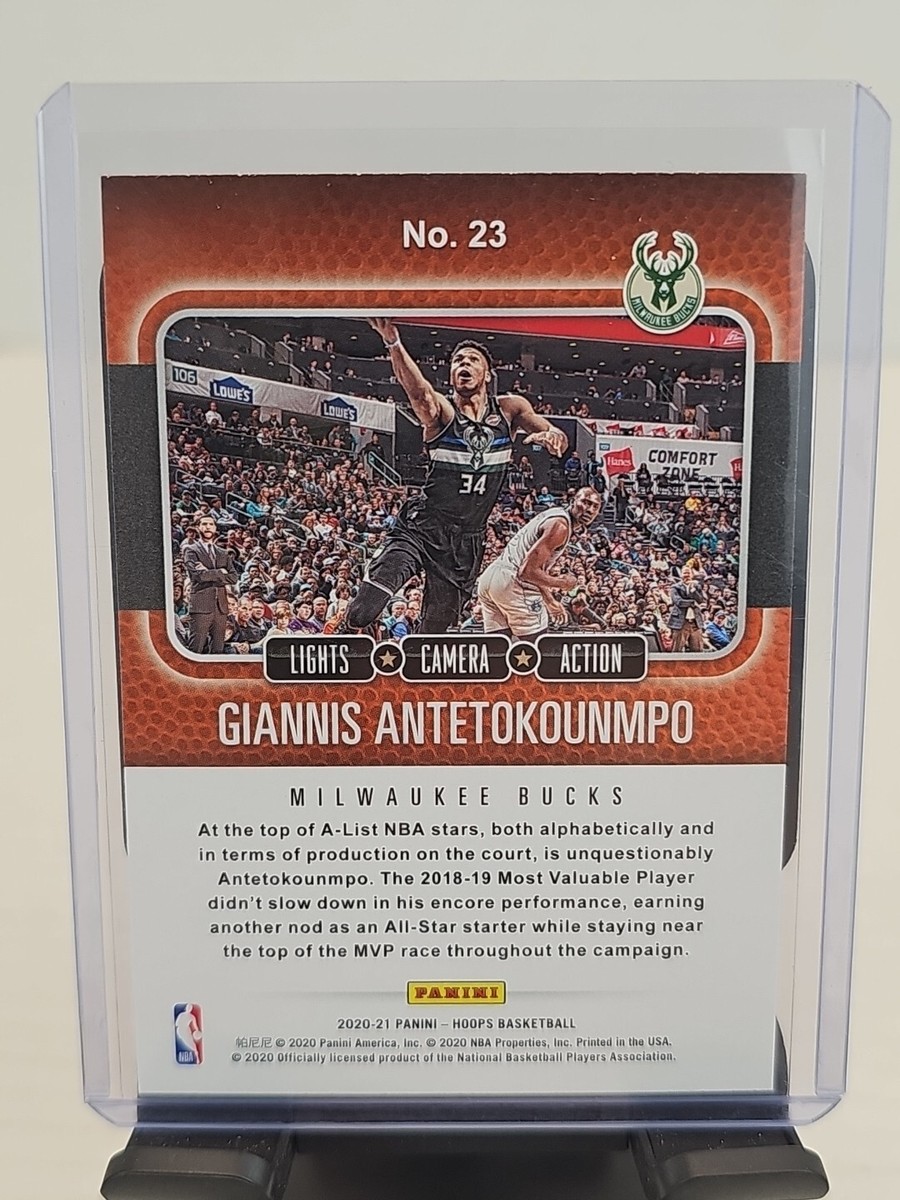 No. 23
MILWAUKEE BUCKS
106
LOWE'S
LOWE'S
Hanes
COMFORT
ZONE
H
34
LIGHTS CAMERA ACTION
GIANNIS ANTETOKOUNMPO
MILWAUKEE BUCKS
At the top of A-List NBA stars, both alphabetically and
in terms of production on the court, is unquestionably
Antetokounmpo. The 2018-19 Most Valuable Player
didn't slow down in his encore performance, earning
another nod as an All-Star starter while staying near
the top of the MVP race throughout the campaign.
PANINI
2020-21 PANINI – HOOPS BASKETBALL
帕尼尼 © 2020 Panini America, Inc. © 2020 NBA Properties, Inc. Printed in the USA.
© 2020 Officially licensed product of the National Basketball Players Association.
NBA